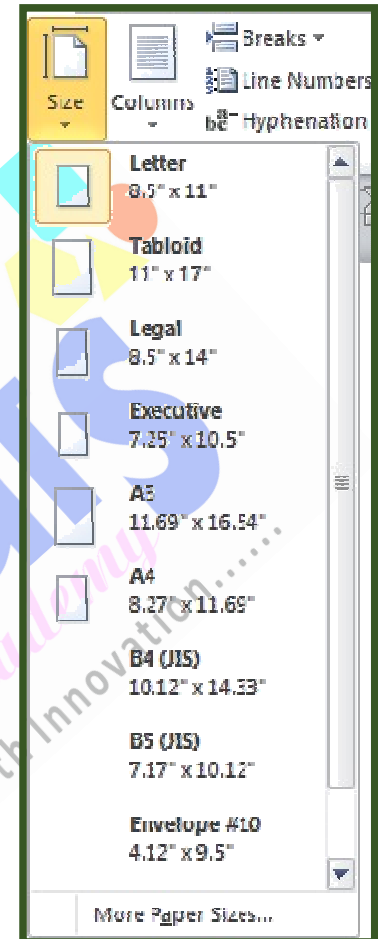 Breaks
Line Numbers
Size
Columns
Hyphenation
Letter
8.5" x 11"
Tabloid
11" x 17"
Legal
8.5" x 14"
Executive
7.25" x 10.5"
A3
11.69" x 16.54"
A4
8.27" x 11.69"
B4 (JIS)
10.12" x 14.33"
B5 (JIS)
7.17" x 10.12"
Envelope #10
4.12" x 9.5"
More Paper Sizes...
th Innovation......